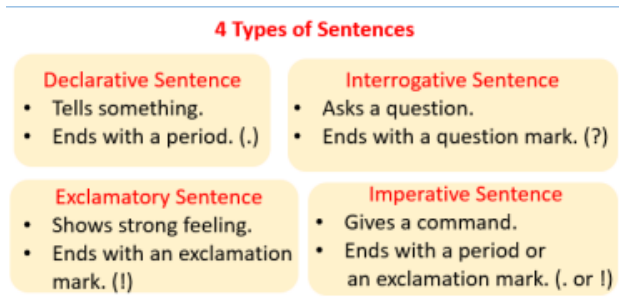 4 Types of Sentences
Declarative Sentence
• Tells something.
• Ends with a period. (.)
Interrogative Sentence
• Asks a question.
• Ends with a question mark. (?)
Exclamatory Sentence
• Shows strong feeling.
• Ends with an exclamation
mark. (!)
Imperative Sentence
• Gives a command.
• Ends with a period or
an exclamation mark. (. or !)